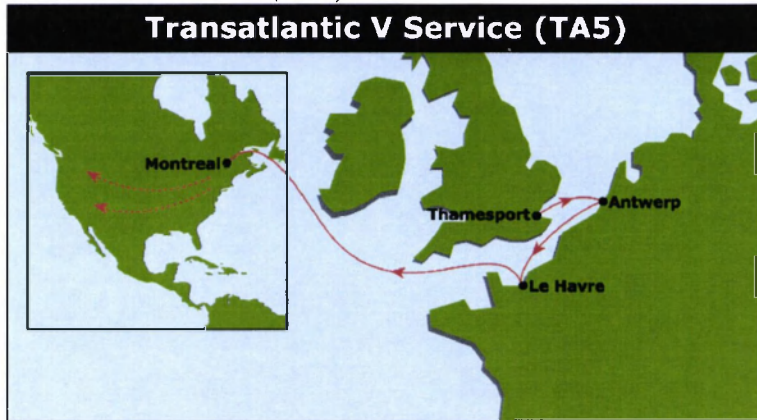 Transatlantic V Service (TA5)
Montreal
Thamesport
Antwerp
Le Havre